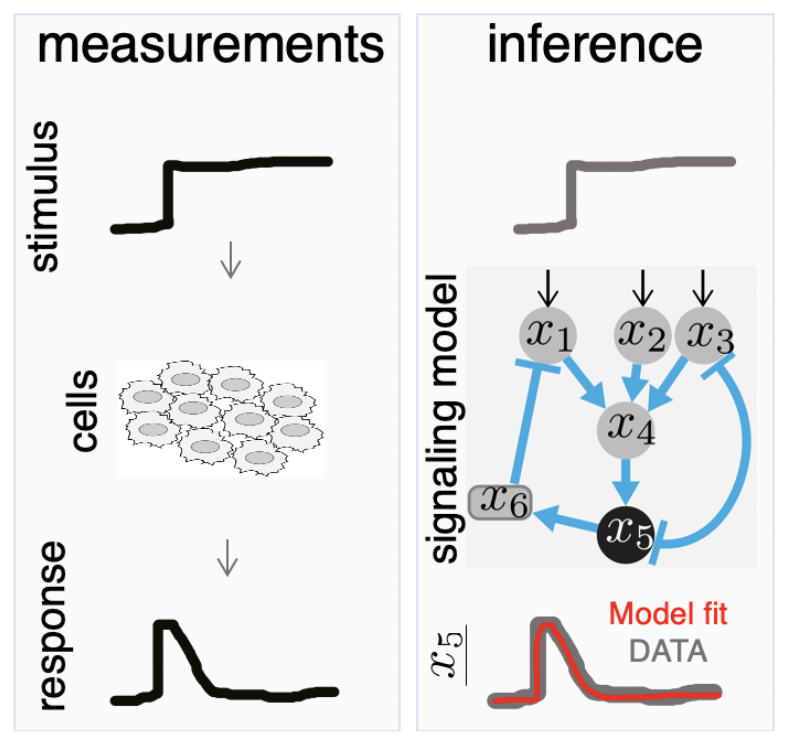 measurements
stimulus
cells
response
inference
signaling model
x₁
x₂
x₃
x₄
x₆
x₅
x₅
Model fit
DATA